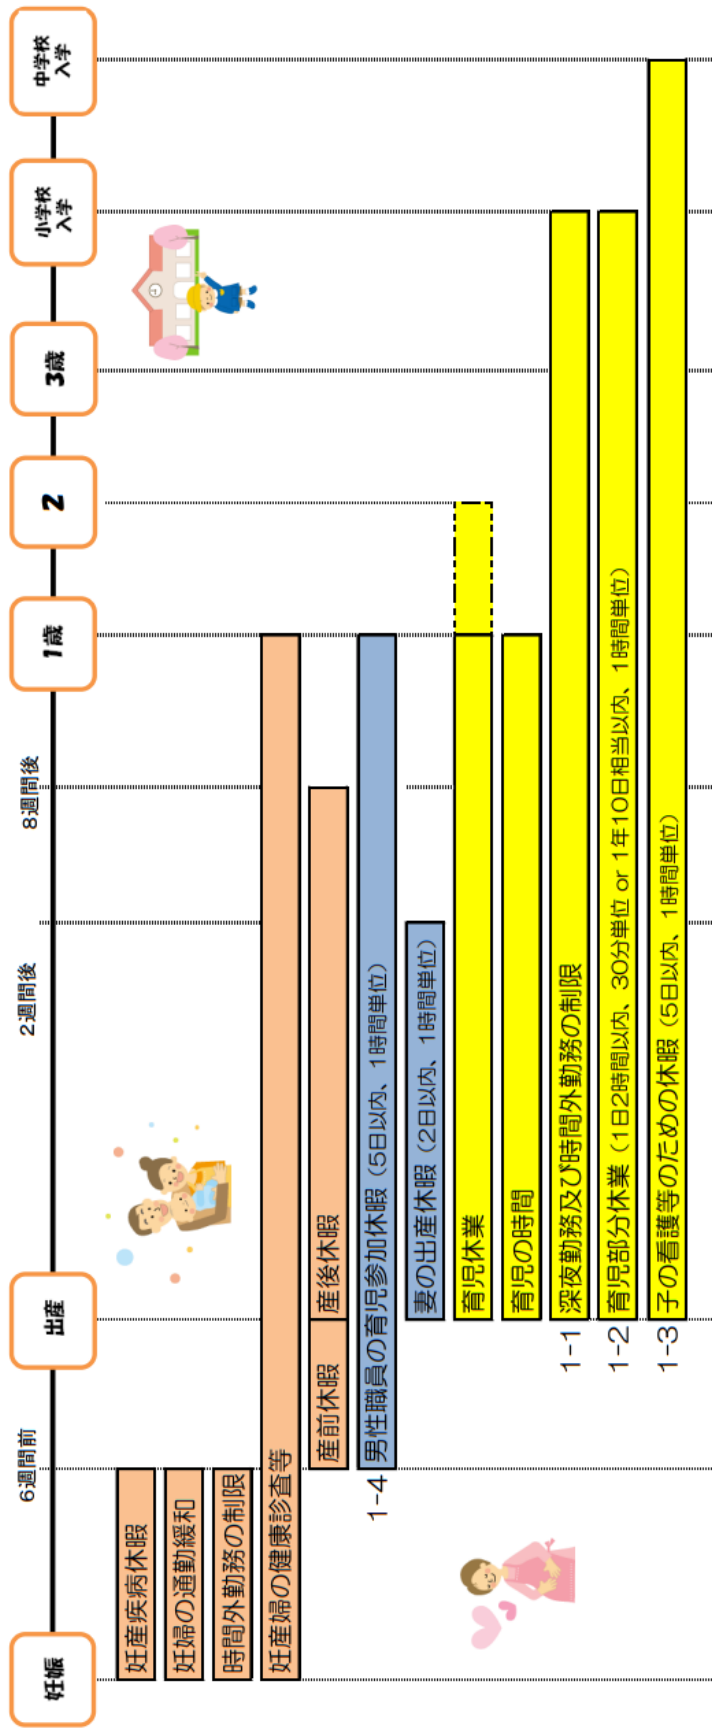 妊娠
6週間前
出産
2週間後
8週間後
1歳
2
3歳
小学校
入学
中学校
入学
妊産疾病休暇
妊婦の通勤緩和
時間外勤務の制限
妊産婦の健康診査等
産前休暇
産後休暇
1-4
男性職員の育児参加休暇（5日以内、1時間単位）
妻の出産休暇（2日以内、1時間単位）
育児休業
育児の時間
1-1
深夜勤務及び時間外勤務の制限
1-2
育児部分休業（1日2時間以内、30分単位 or 1年10日相当以内、1時間単位）
1-3
子の看護等のための休暇（5日以内、1時間単位）